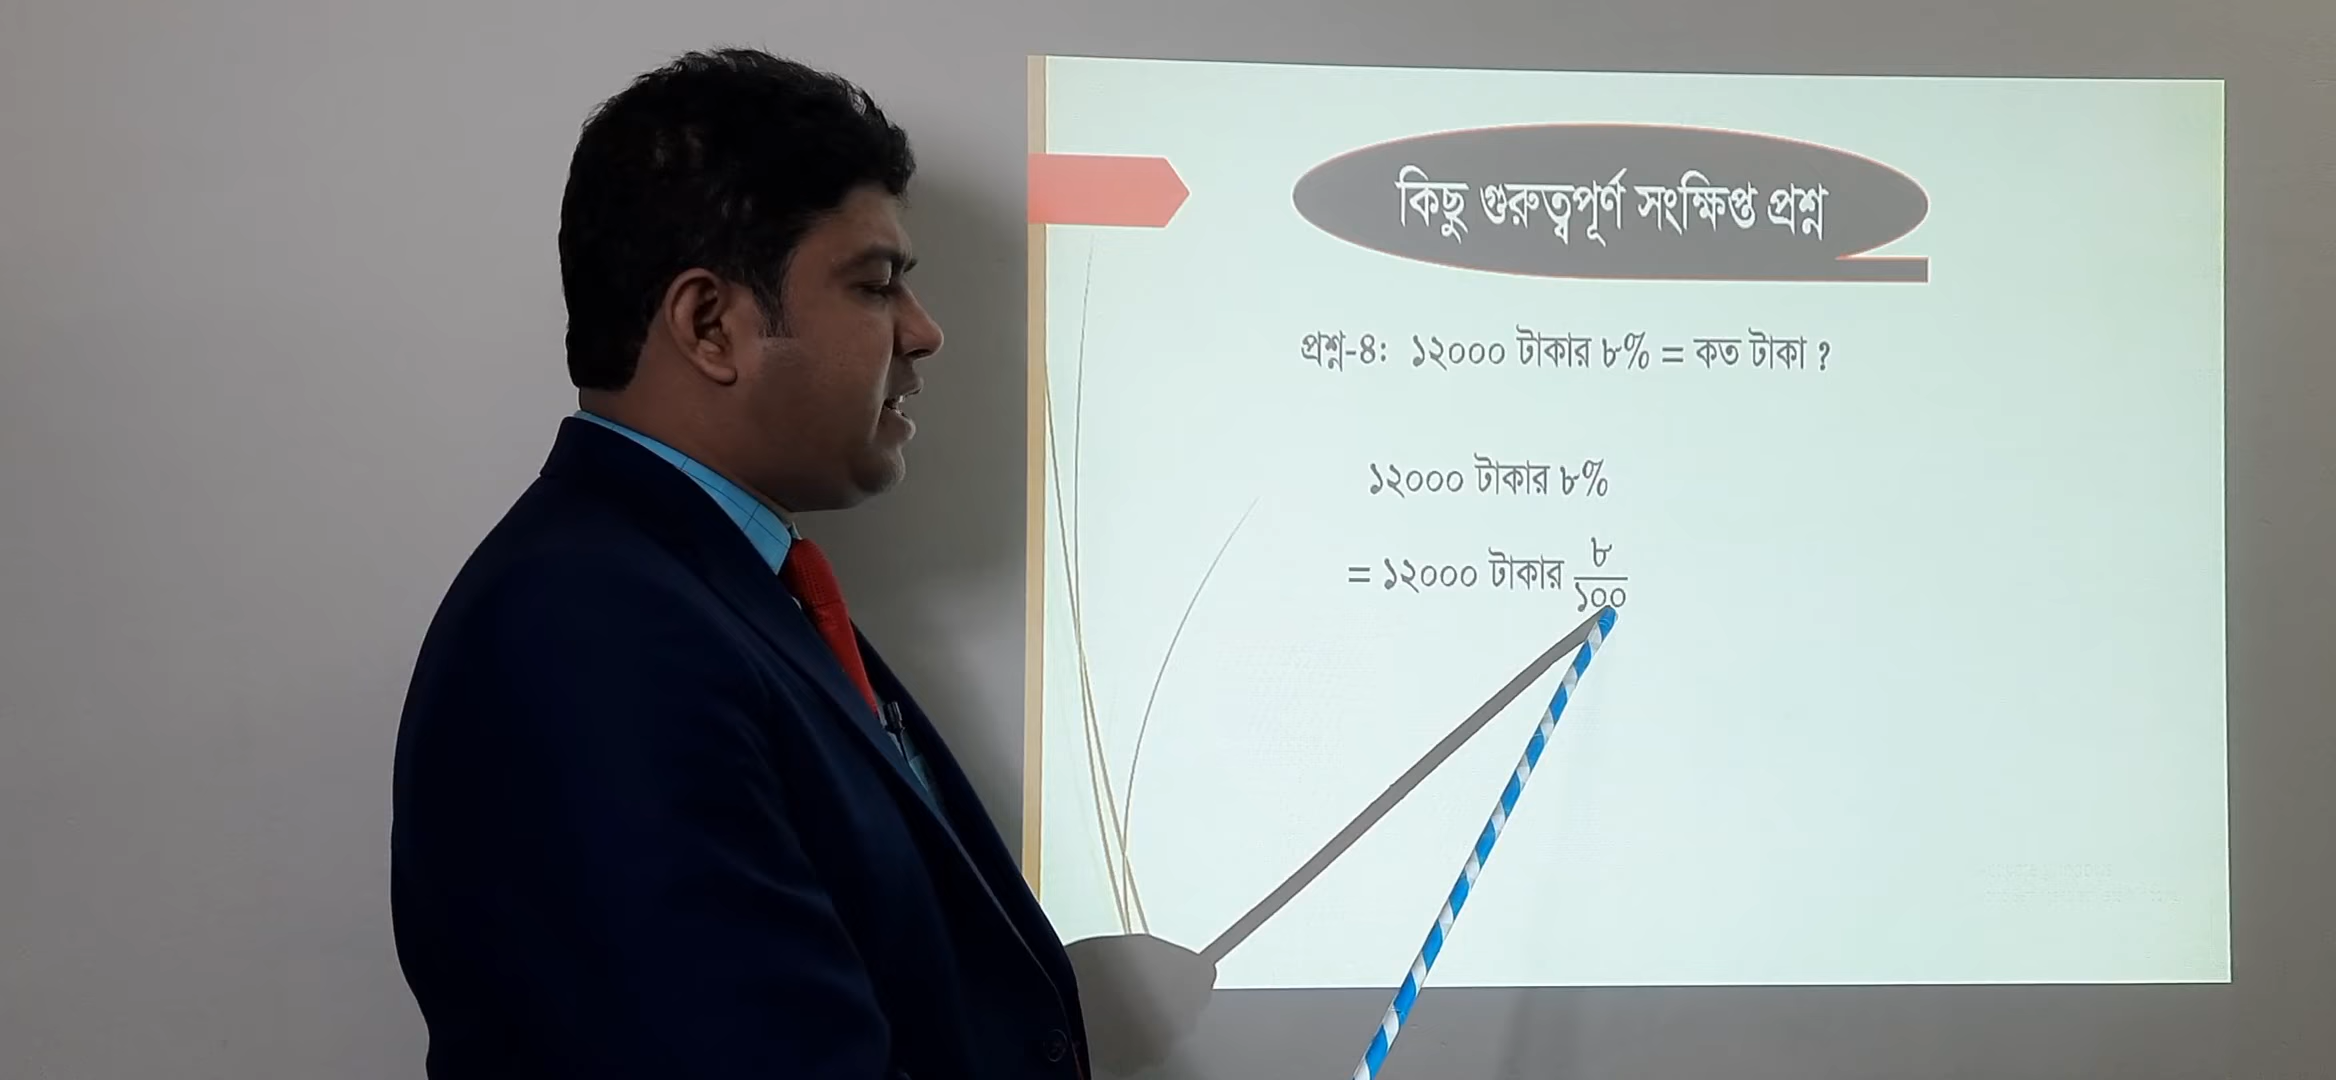 কিছু গুরুত্বপূর্ণ সংক্ষিপ্ত প্রশ্ন
প্রশ্ন-৪: ১২০০০ টাকার ৮% = কত টাকা ?
১২০০০ টাকার ৮%
= ১২০০০ টাকার ৮/১০০